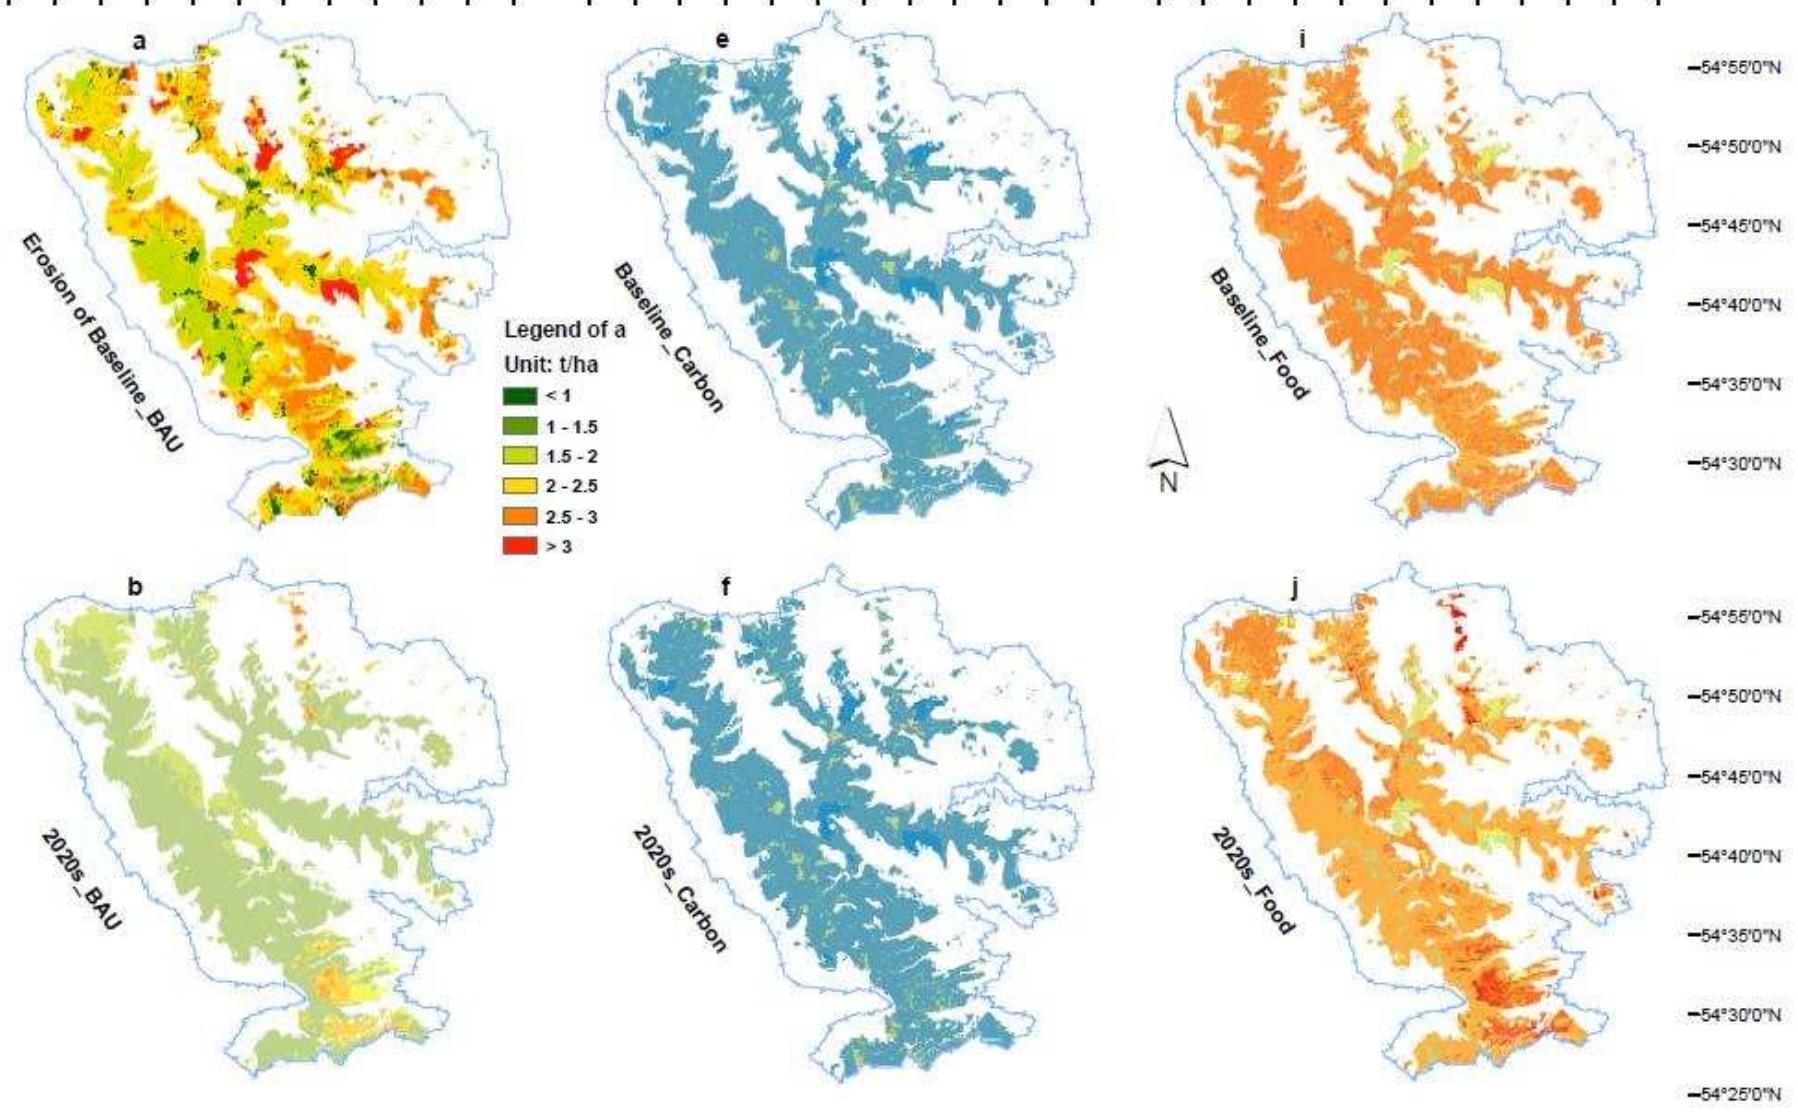 a
e
i
54°55'0"N
54°50'0"N
54°45'0"N
54°40'0"N
54°35'0"N
54°30'0"N
Erosion of Baseline_BAU
Legend of a
Unit: t/ha
< 1
1 - 1.5
1.5 - 2
2 - 2.5
2.5 - 3
> 3
Baseline_Carbon
Baseline_Food
N
b
f
j
54°55'0"N
54°50'0"N
54°45'0"N
54°40'0"N
54°35'0"N
54°30'0"N
54°25'0"N
2020s_BAU
2020s_Carbon
2020s_Food